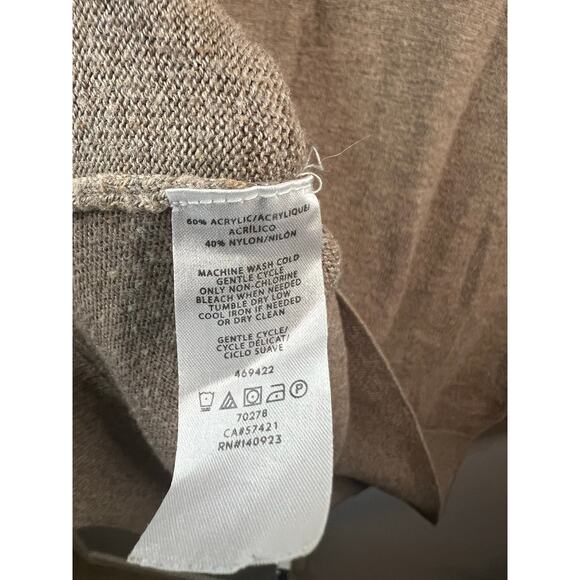 60% ACRYLIC/ACRYLIQUE/
ACRÍLICO
40% NYLON/NILÓN
MACHINE WASH COLD
GENTLE CYCLE
ONLY NON-CHLORINE
BLEACH WHEN NEEDED
TUMBLE DRY LOW
COOL IRON IF NEEDED
OR DRY CLEAN
GENTLE CYCLE/
CYCLE DÉLICAT/
CICLO SUAVE
469422
P
70278
CA#57421
RN#140923